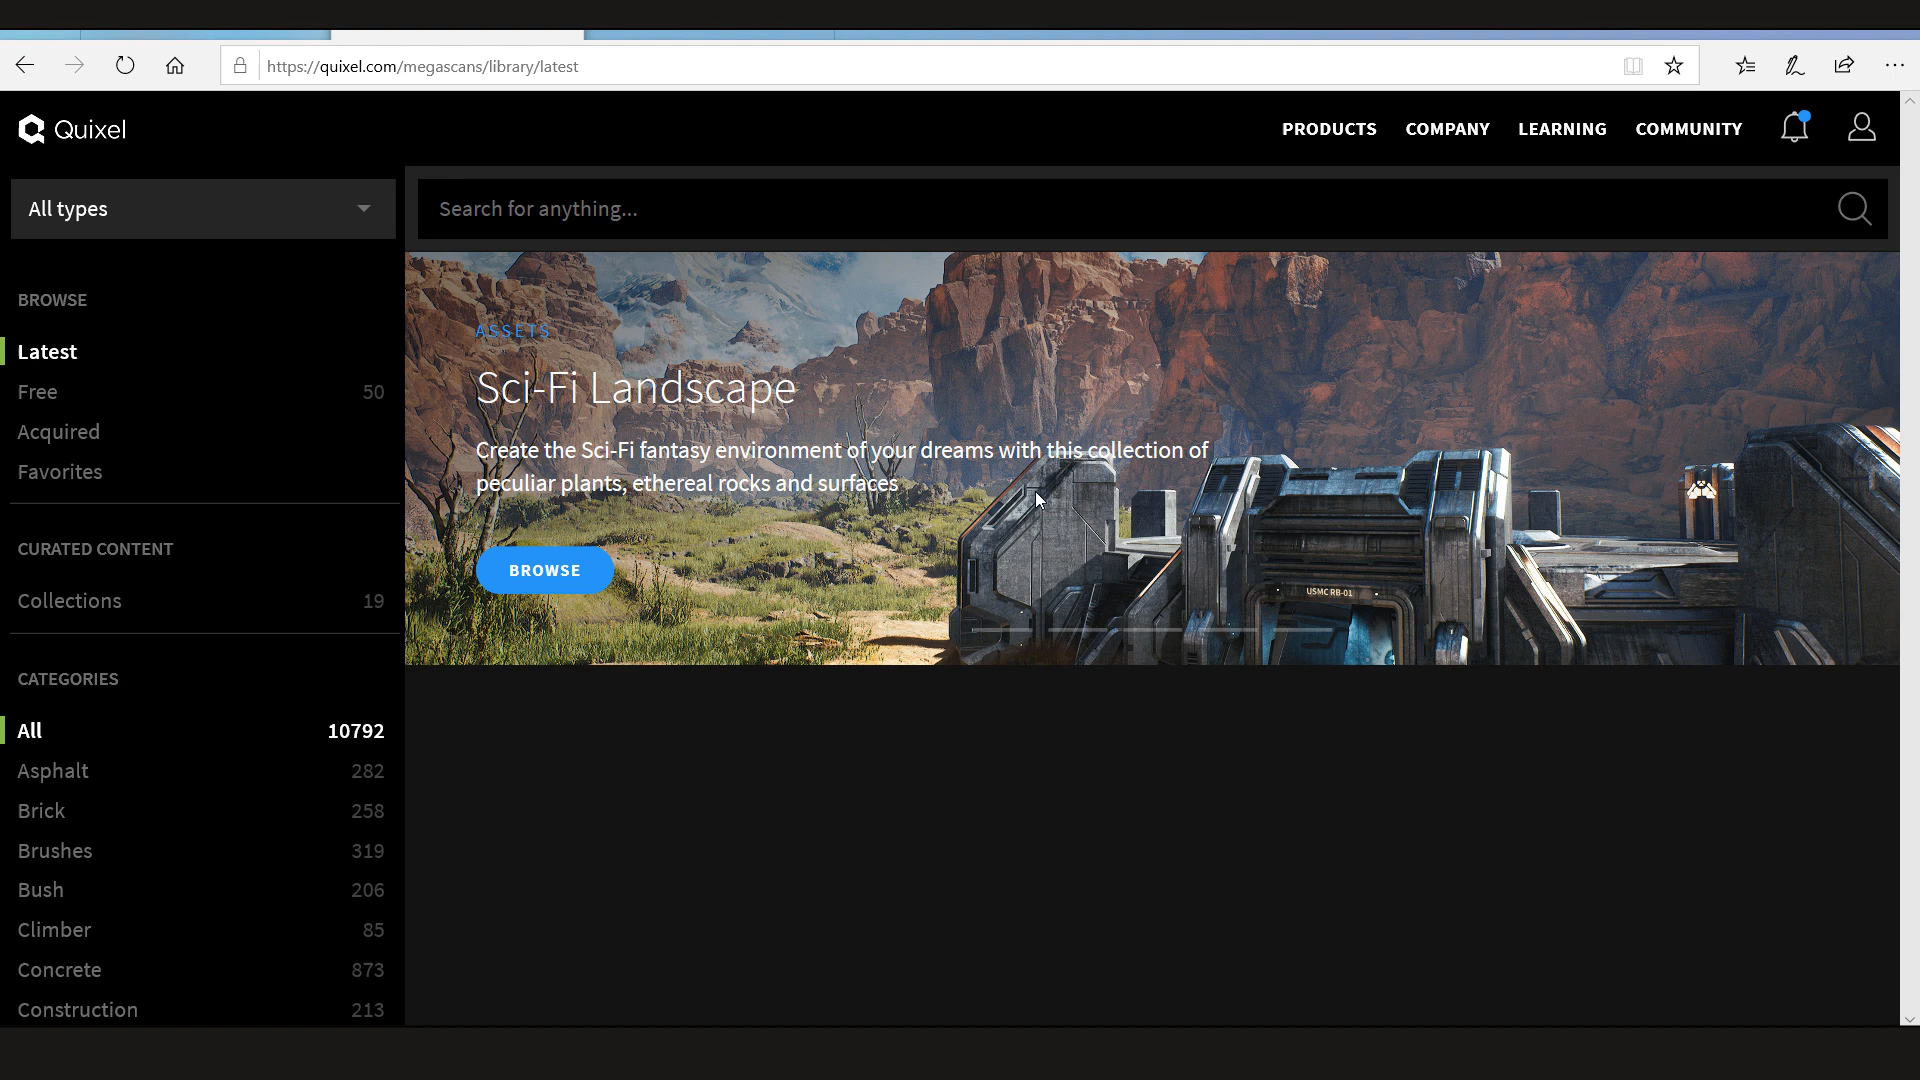 https://quixel.com/megascans/library/latest
Quixel
PRODUCTS COMPANY LEARNING COMMUNITY
All types
Search for anything...
BROWSE
Latest
Free 50
Acquired
Favorites
CURATED CONTENT
Collections 19
CATEGORIES
All 10792
Asphalt 282
Brick 258
Brushes 319
Bush 206
Climber 85
Concrete 873
Construction 213
ASSETS
Sci-Fi Landscape
Create the Sci-Fi fantasy environment of your dreams with this collection of
peculiar plants, ethereal rocks and surfaces
BROWSE
USMC RB-01